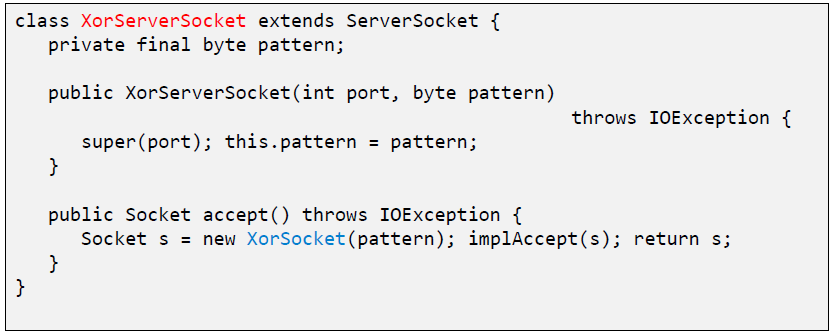 class XorServerSocket extends ServerSocket {
private final byte pattern;
public XorServerSocket(int port, byte pattern)
throws IOException {
super(port); this.pattern = pattern;
}
public Socket accept() throws IOException {
Socket s = new XorSocket(pattern); implAccept(s); return s;
}
}